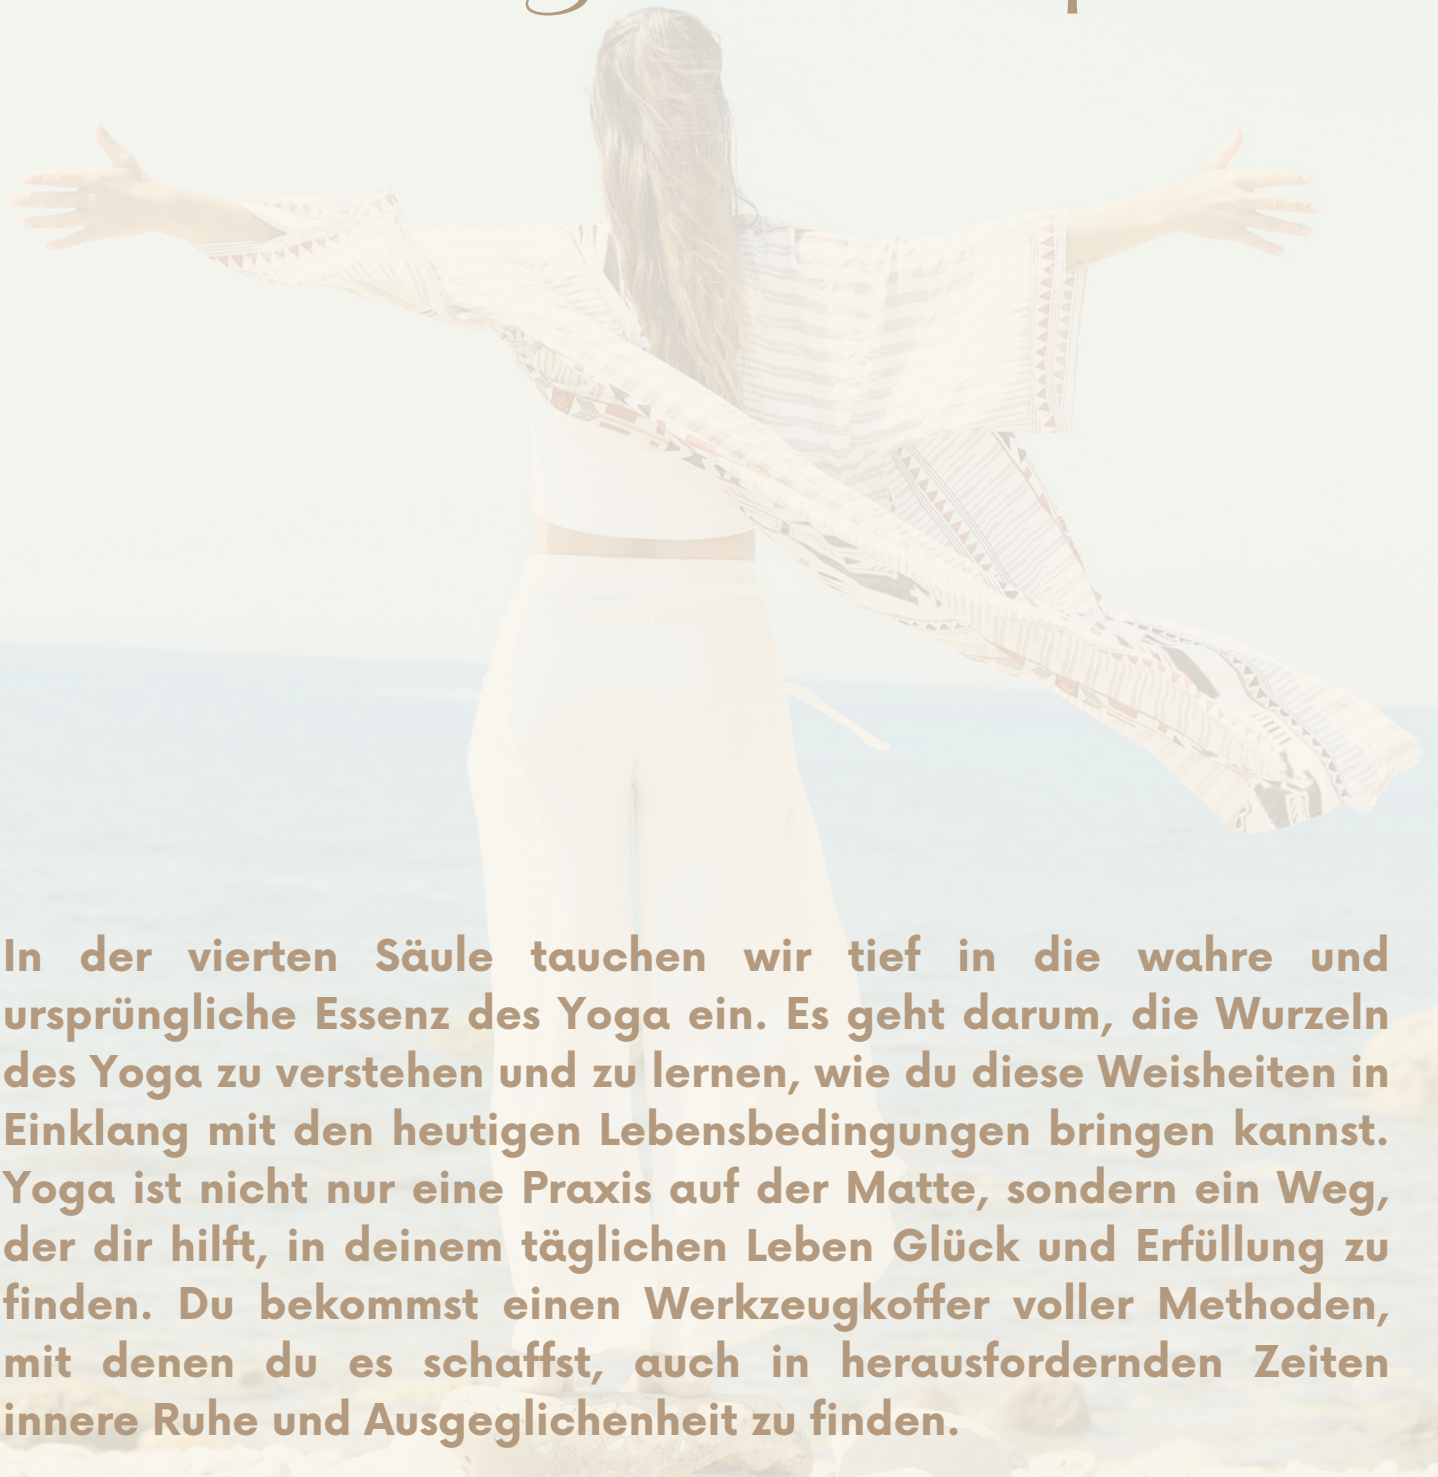 In der vierten Säule tauchen wir tief in die wahre und
ursprüngliche Essenz des Yoga ein. Es geht darum, die Wurzeln
des Yoga zu verstehen und zu lernen, wie du diese Weisheiten in
Einklang mit den heutigen Lebensbedingungen bringen kannst.
Yoga ist nicht nur eine Praxis auf der Matte, sondern ein Weg,
der dir hilft, in deinem täglichen Leben Glück und Erfüllung zu
finden. Du bekommst einen Werkzeugkoffer voller Methoden,
mit denen du es schaffst, auch in herausfordernden Zeiten
innere Ruhe und Ausgeglichenheit zu finden.